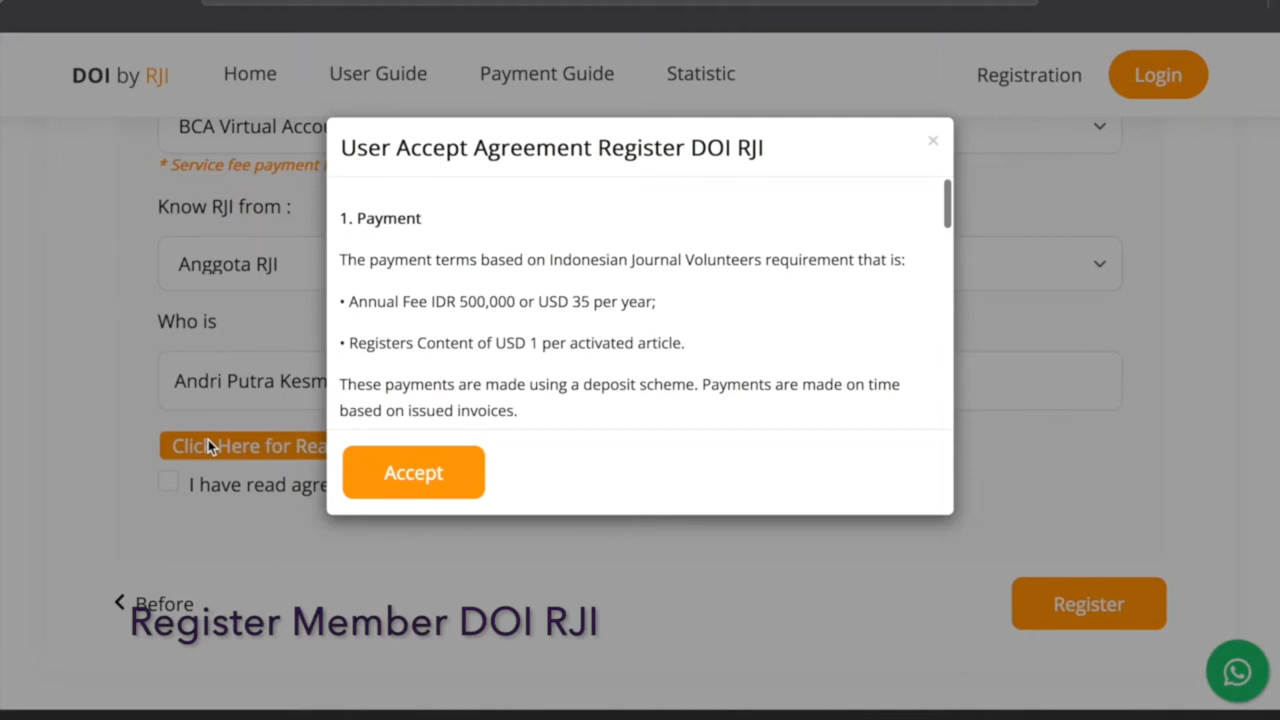 DOI by RJI Home User Guide Payment Guide Statistic Registration Login
BCA Virtual
User Accept Agreement Register DOI RJI
×
* Service fee payment
Know RJI from :
1. Payment
The payment terms based on Indonesian Journal Volunteers requirement that is:
Anggota RJI
• Annual Fee IDR 500,000 or USD 35 per year;
Who is
• Registers Content of USD 1 per activated article.
Andri Putra Kesm
These payments are made using a deposit scheme. Payments are made on time
based on issued invoices.
Click Here for Rea
Accept
I have read agre
Before
Register
Register Member DOI RJI